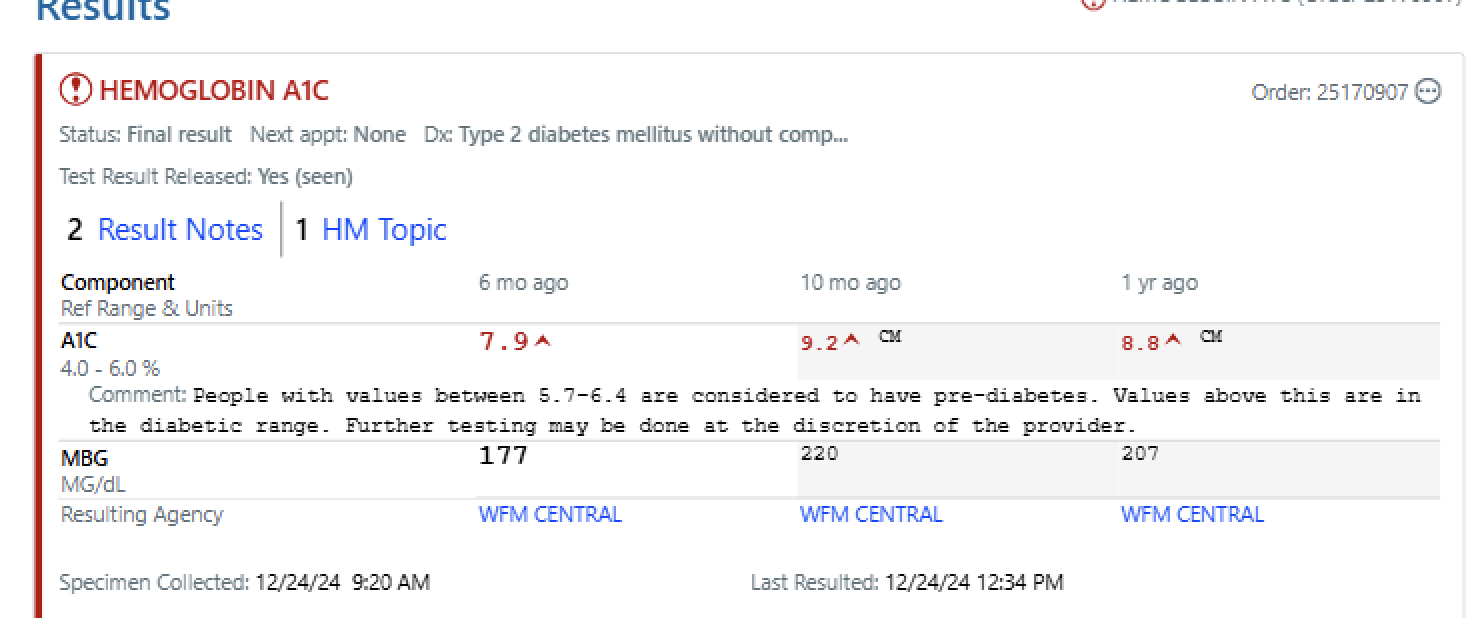 Results
HEMOGLOBIN A1C
Order: 25170907
Status: Final result Next appt: None Dx: Type 2 diabetes mellitus without comp...
Test Result Released: Yes (seen)
2 Result Notes 1 HM Topic
Component 6 mo ago 10 mo ago 1 yr ago
Ref Range & Units
A1C 7.9 9.2 CM 8.8 CM
4.0 - 6.0 %
Comment: People with values between 5.7-6.4 are considered to have pre-diabetes. Values above this are in
the diabetic range. Further testing may be done at the discretion of the provider.
MBG 177 220 207
MG/dL
Resulting Agency WFM CENTRAL WFM CENTRAL WFM CENTRAL
Specimen Collected: 12/24/24 9:20 AM Last Resulted: 12/24/24 12:34 PM